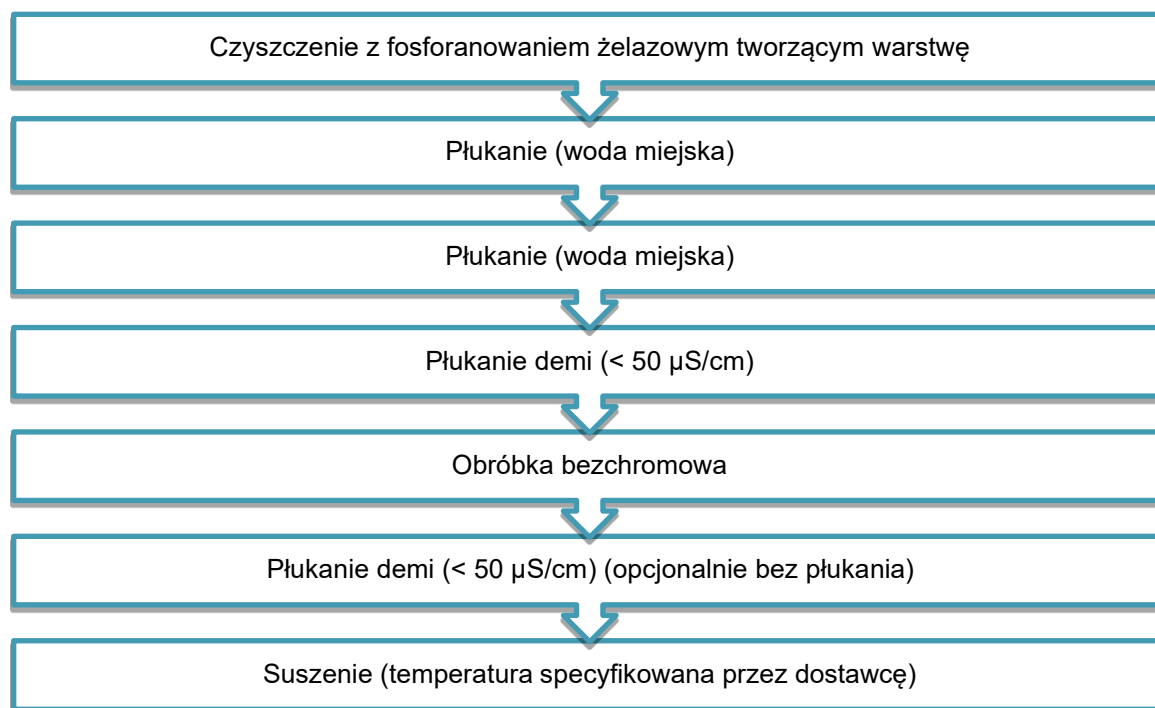 Czyszczenie z fosforanowaniem żelazowym tworzącym warstwę
Płukanie (woda miejska)
Płukanie (woda miejska)
Płukanie demi (< 50 µS/cm)
Obróbka bezchromowa
Płukanie demi (< 50 µS/cm) (opcjonalnie bez płukania)
Suszenie (temperatura specyfikowana przez dostawcę)